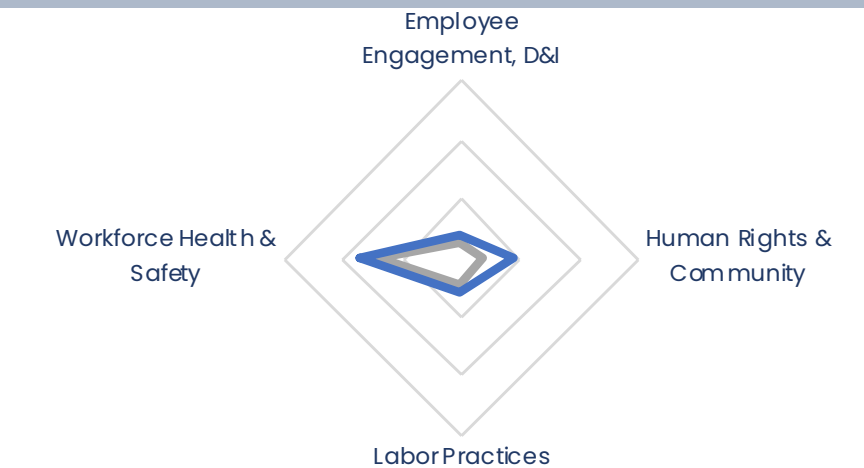 Employee
Engagement, D&I
Workforce Health &
Safety
Human Rights &
Community
Labor Practices